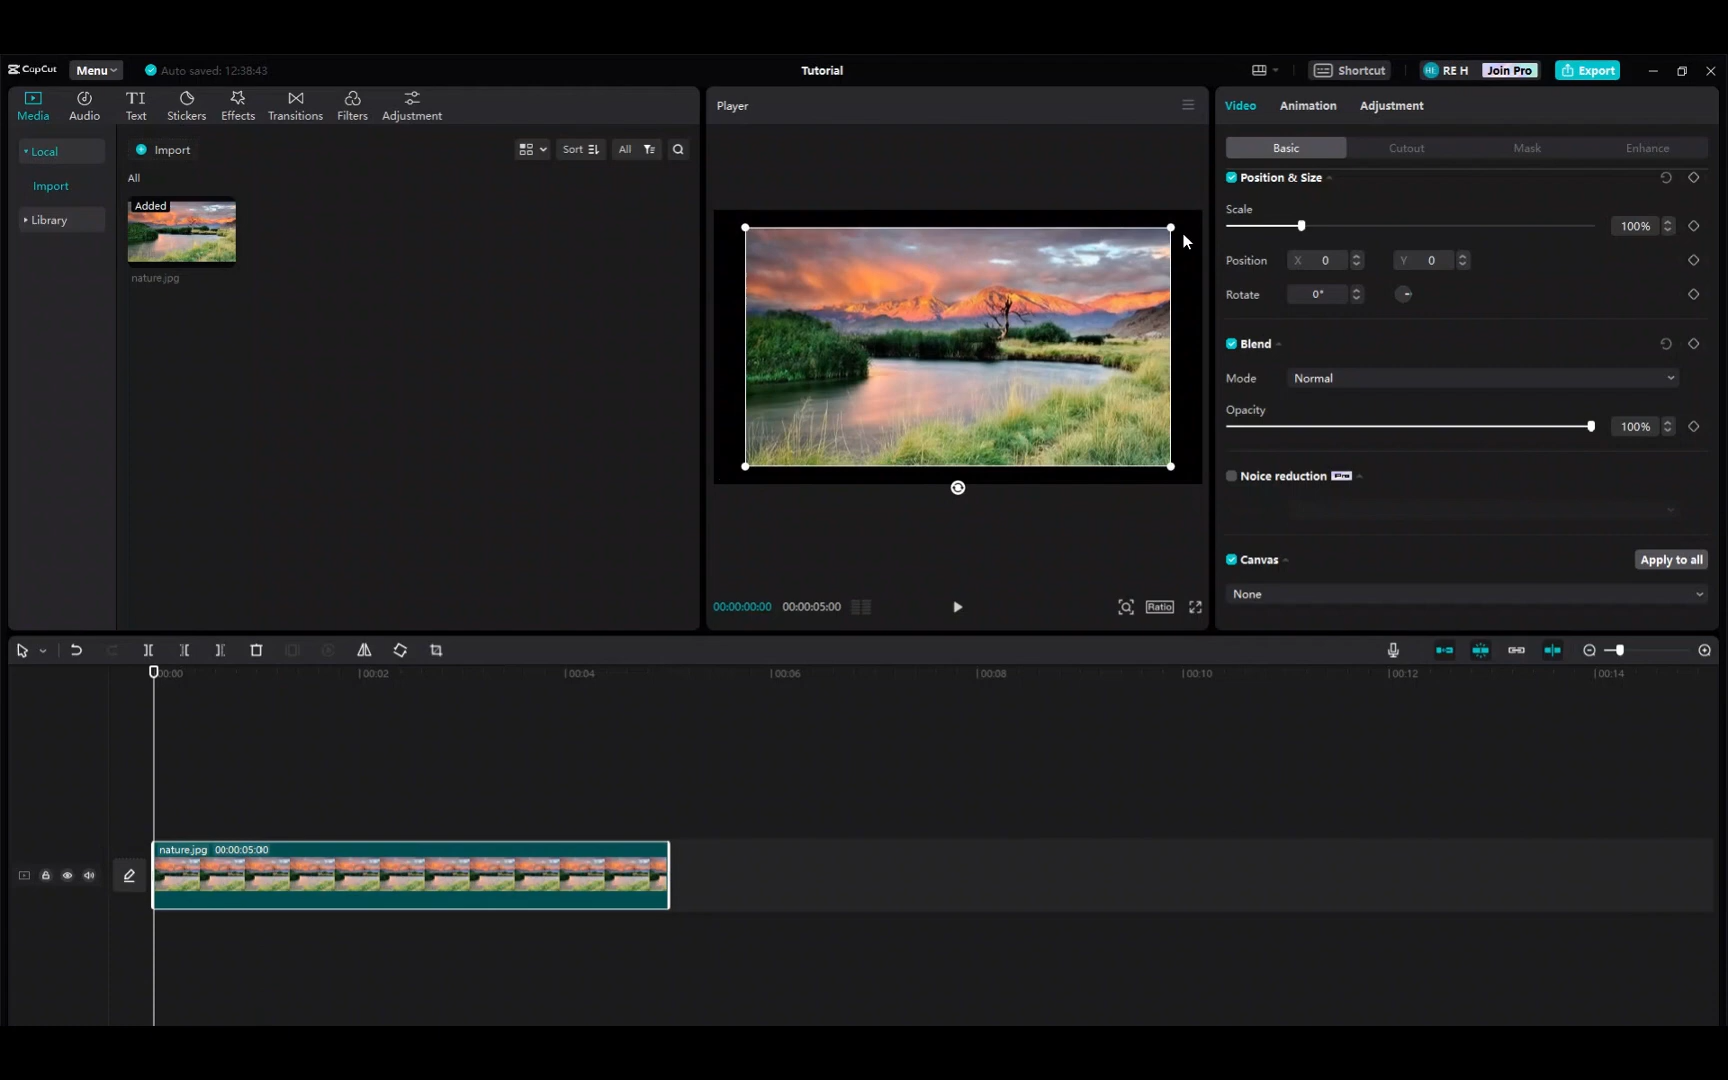 CapCut Menu Auto saved: 12:38:43 Tutorial Shortcut RE H Join Pro Export
Media Audio Text Stickers Effects Transitions Filters Adjustment
Local
Import
Library
Import Sort All
All
Added
nature.jpg
Player
00:00:00:00 00:00:05:00 Ratio
Video Animation Adjustment
Basic Cutout Mask Enhance
Position & Size
Scale
100%
Position X 0 Y 0
Rotate 0°
Blend
Mode Normal
Opacity
100%
Noice reduction Pro
Canvas Apply to all
None
00:00 00:02 00:04 00:06 00:08 00:10 00:12 00:14
nature.jpg 00:00:05:00